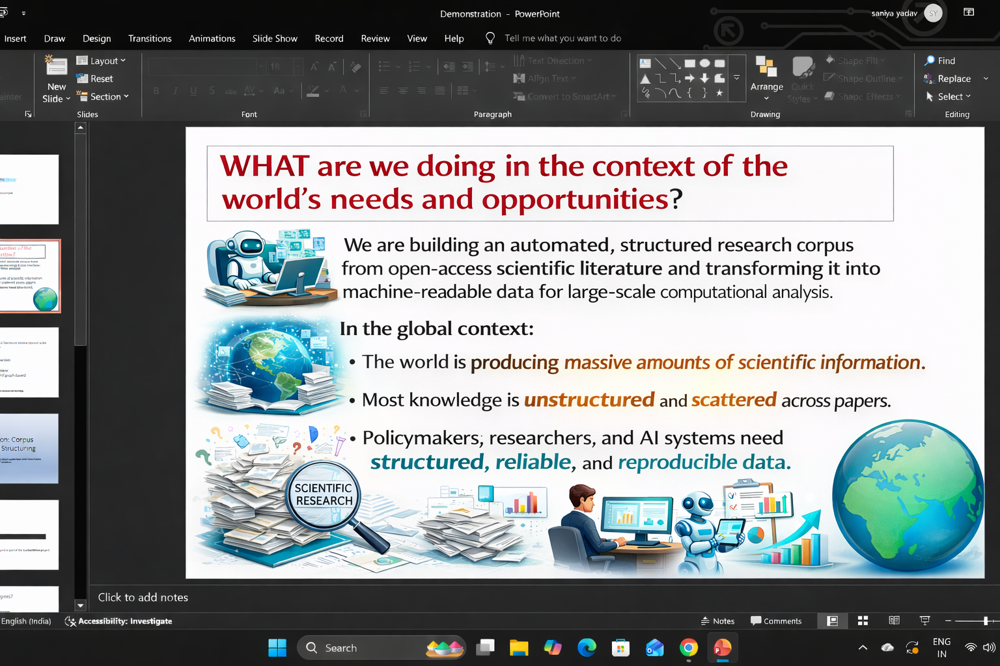 Demonstration - PowerPoint
saniya yadav
SY
Insert Draw Design Transitions Animations Slide Show Record Review View Help Tell me what you want to do
New Slide
Layout
Reset
Section
Slides
18
Aa
Font
Text Direction
Align Text
Convert to SmartArt
Paragraph
Arrange
Quick Styles
Shape Fill
Shape Outline
Shape Effects
Drawing
Find
Replace
Select
Editing
WHAT are we doing in the context of the
world's needs and opportunities?
We are building an automated, structured research corpus
from open-access scientific literature and transforming it into
machine-readable data for large-scale computational analysis.
In the global context:
• The world is producing massive amounts of scientific information.
• Most knowledge is unstructured and scattered across papers.
• Policymakers, researchers, and AI systems need
structured, reliable, and reproducible data.
SCIENTIFIC
RESEARCH
on: Corpus
Structuring
Click to add notes
English (India) Accessibility: Investigate Notes Comments
Search
ENG
IN